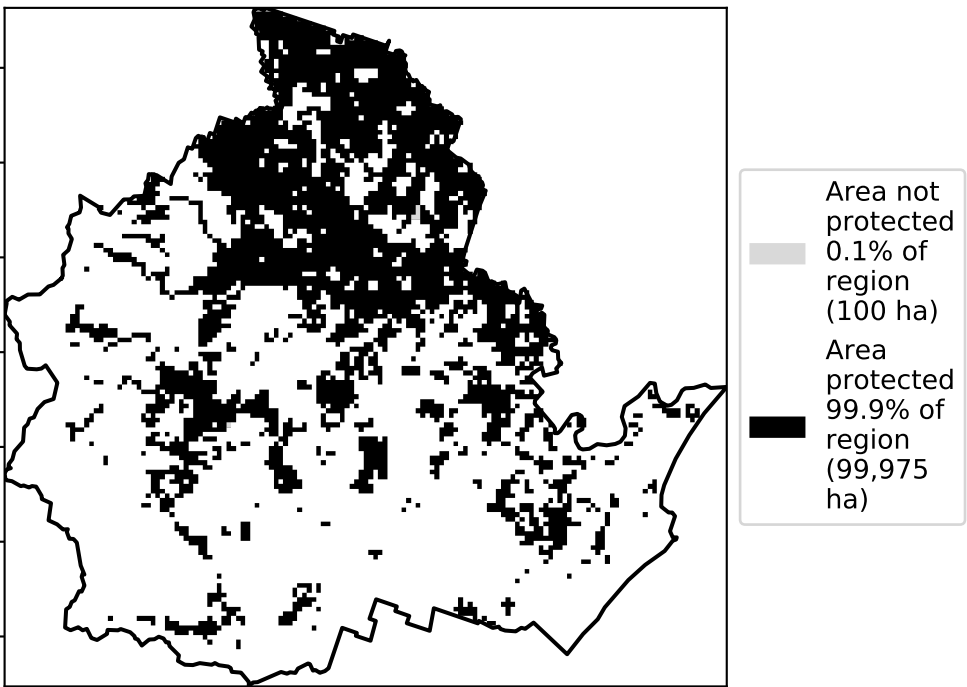 Area not
protected
0.1% of
region
(100 ha)
Area
protected
99.9% of
region
(99,975
ha)